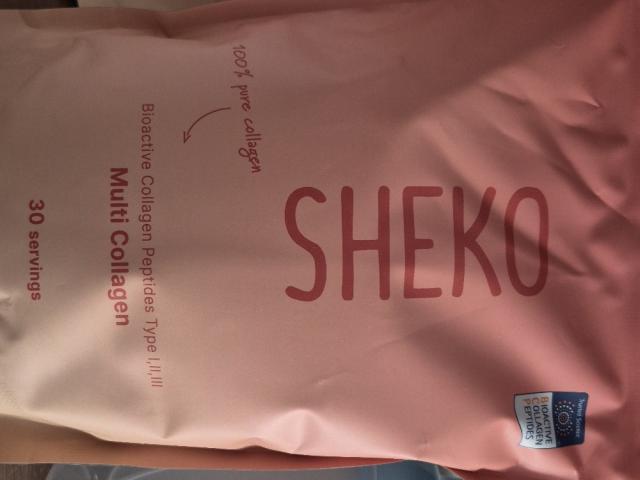 SHEKO
100% pure collagen
Bioactive Collagen Peptides Type I,II,III
Multi Collagen
30 servings
BIOACTIVE
COLLAGEN
PEPTIDES